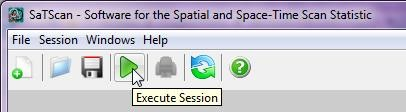 SaTScan - Software for the Spatial and Space-Time Scan Statistic
File Session Windows Help
Execute Session